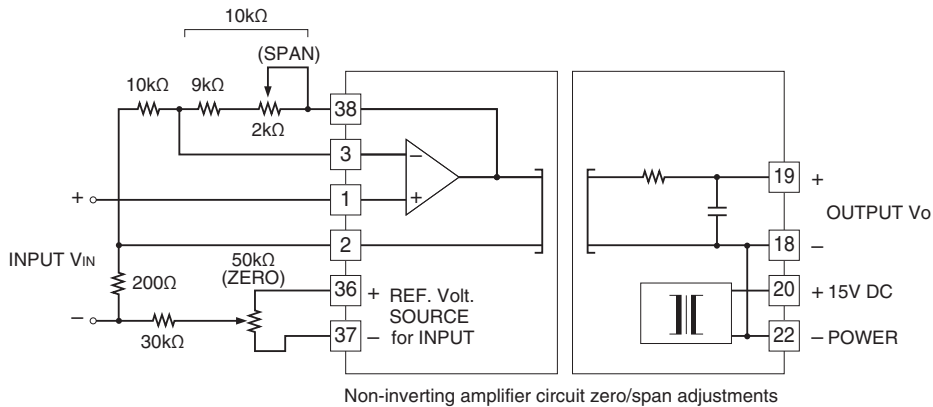 10kΩ
(SPAN)
10kΩ 9kΩ
2kΩ
38
3
−
1
+
2
+
INPUT VIN
−
200Ω
50kΩ
(ZERO)
30kΩ
36
37
+ REF. Volt.
SOURCE
− for INPUT
19 +
OUTPUT Vo
18 −
20 + 15V DC
22 − POWER
Non-inverting amplifier circuit zero/span adjustments